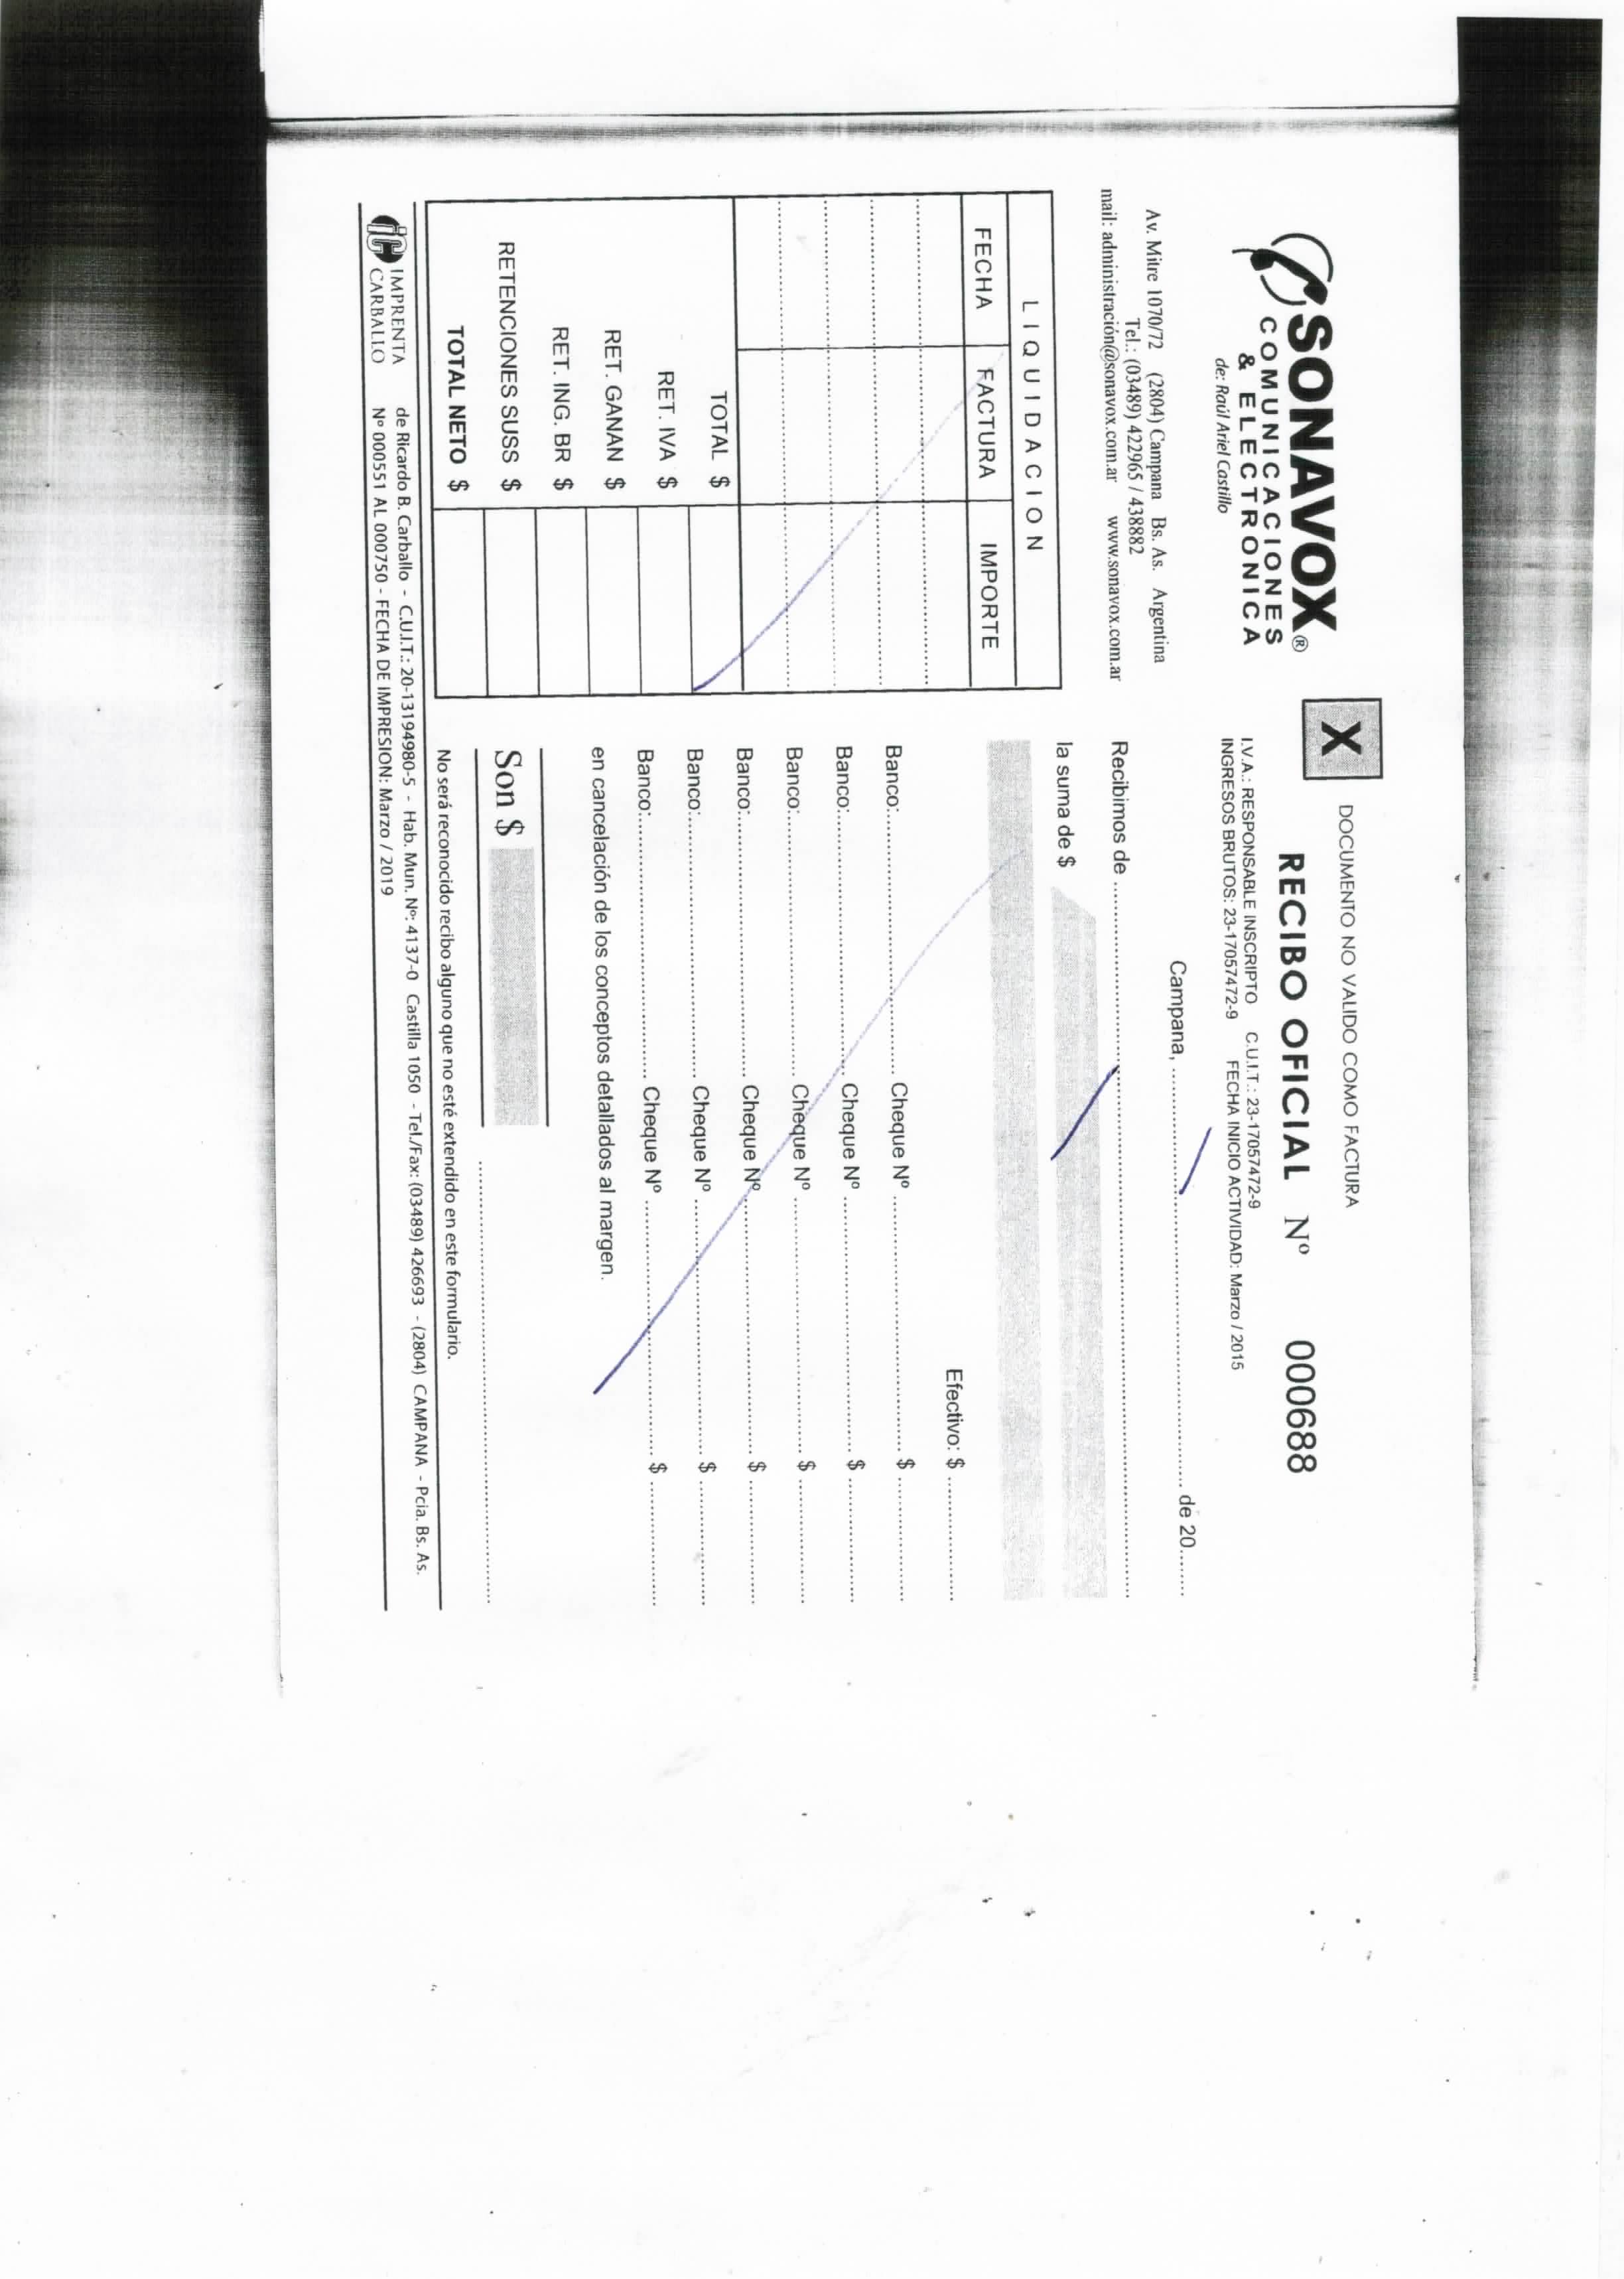 SONAVOX®
COMUNICACIONES
& ELECTRONICA
de: Raúl Ariel Castillo
Av. Mitre 1070/72 (2804) Campana Bs. As. Argentina
Tel.: (03489) 422965 / 438882
mail: administración@sonavox.com.ar www.sonavox.com.ar
X
DOCUMENTO NO VALIDO COMO FACTURA
RECIBO OFICIAL Nº 000688
I.V.A.: RESPONSABLE INSCRIPTO C.U.I.T.: 23-17057472-9
INGRESOS BRUTOS: 23-17057472-9 FECHA INICIO ACTIVIDAD: Marzo / 2015
Campana, de 20
Recibimos de
la suma de $
Efectivo: $
Banco: Cheque Nº $
Banco: Cheque Nº $
Banco: Cheque Nº $
Banco: Cheque Nº $
Banco: Cheque Nº $
Banco: Cheque Nº $
en cancelación de los conceptos detallados al margen.
Son $
No será reconocido recibo alguno que no esté extendido en este formulario.
LIQUIDACION
FECHA FACTURA IMPORTE
TOTAL $
RET. IVA $
RET. GANAN $
RET. ING. BR $
RETENCIONES SUSS $
TOTAL NETO $
iC IMPRENTA CARBALLO
de Ricardo B. Carballo - C.U.I.T.: 20-13194980-5 - Hab. Mun. Nº: 4137-0 Castilla 1050 - Tel./Fax: (03489) 426693 - (2804) CAMPANA - Pcia. Bs. As.
Nº 000551 AL 000750 - FECHA DE IMPRESION: Marzo / 2019